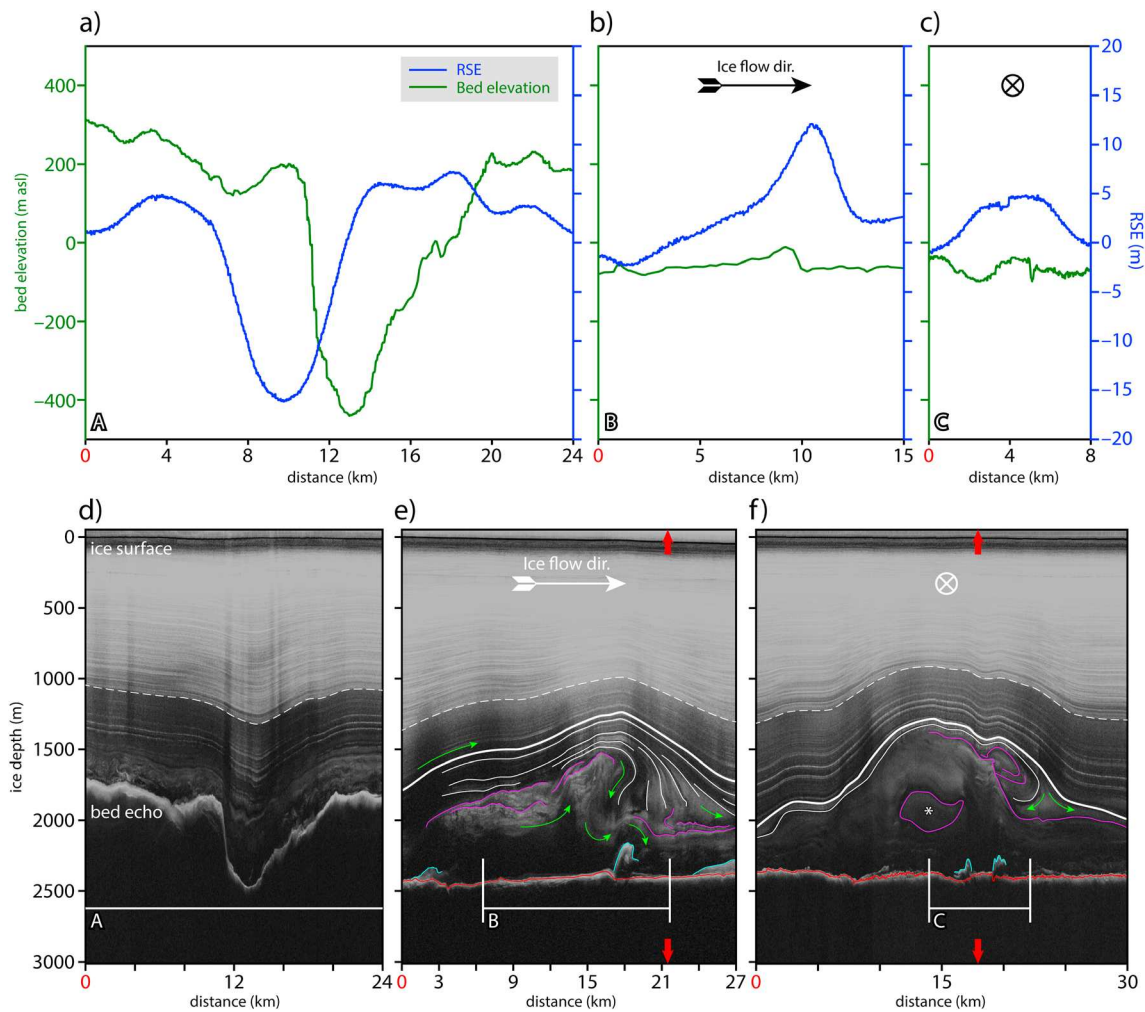 a)
b)
c)
RSE
Bed elevation
Ice flow dir.
400
200
0
−200
−400
bed elevation (m asl)
20
15
10
5
0
−5
−10
−15
−20
RSE (m)
A
B
C
0 4 8 12 16 20 24
distance (km)
0 5 10 15
distance (km)
0 4 8
distance (km)
d)
e)
f)
0
500
1000
1500
2000
2500
3000
ice depth (m)
ice surface
bed echo
Ice flow dir.
*
A
B
C
0 12 24
distance (km)
0 3 9 15 21 27
distance (km)
0 15 30
distance (km)